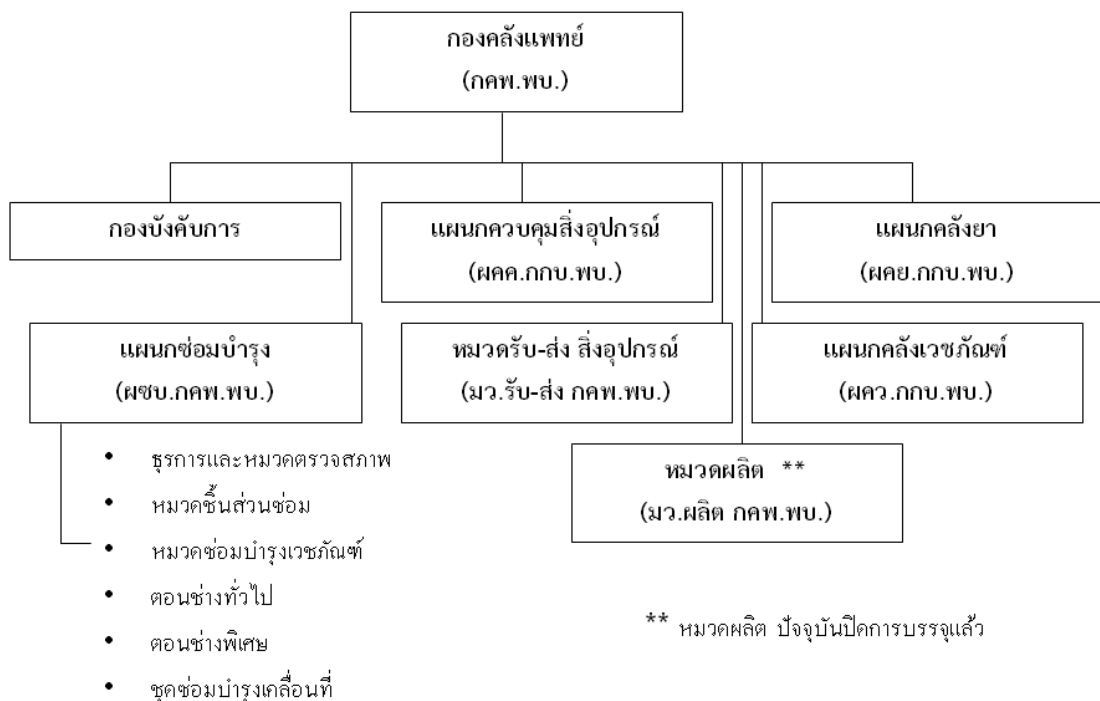 กองคลังแพทย์
(กคพ.พบ.)
กองบังคับการ
แผนกควบคุมสิ่งอุปกรณ์
(ผคค.กกบ.พบ.)
แผนกคลังยา
(ผคย.กกบ.พบ.)
แผนกซ่อมบำรุง
(ผซบ.กคพ.พบ.)
หมวดรับ-ส่ง สิ่งอุปกรณ์
(มว.รับ-ส่ง กคพ.พบ.)
แผนกคลังเวชภัณฑ์
(ผคว.กกบ.พบ.)
หมวดผลิต **
(มว.ผลิต กคพ.พบ.)
• ธุรการและหมวดตรวจสภาพ
• หมวดชิ้นส่วนซ่อม
• หมวดซ่อมบำรุงเวชภัณฑ์
• ตอนช่างทั่วไป
• ตอนช่างพิเศษ
• ชุดซ่อมบำรุงเคลื่อนที่
** หมวดผลิต ปัจจุบันปิดการบรรจุแล้ว